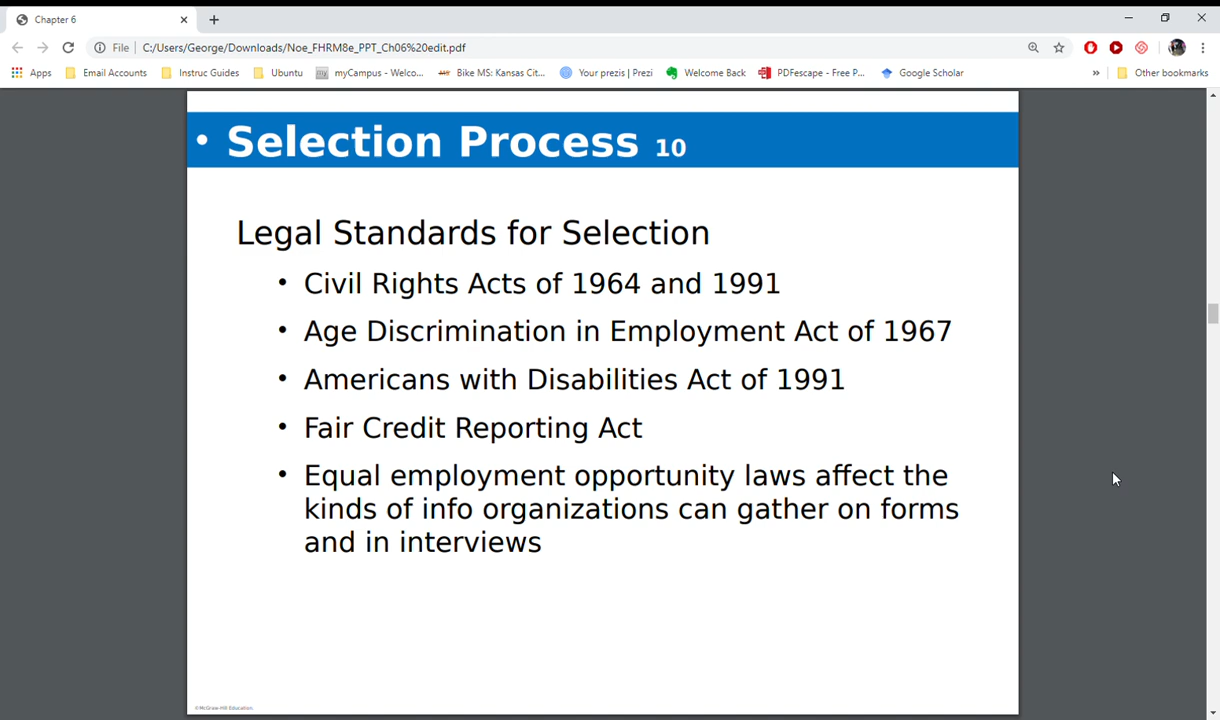 Chapter 6
File C:/Users/George/Downloads/Noe_FHRM8e_PPT_Ch06%20edit.pdf
Apps Email Accounts Instruc Guides Ubuntu myCampus - Welco... Bike MS: Kansas Cit... Your prezis | Prezi Welcome Back PDFescape - Free P... Google Scholar » Other bookmarks
• Selection Process 10
Legal Standards for Selection
• Civil Rights Acts of 1964 and 1991
• Age Discrimination in Employment Act of 1967
• Americans with Disabilities Act of 1991
• Fair Credit Reporting Act
• Equal employment opportunity laws affect the
kinds of info organizations can gather on forms
and in interviews
©McGraw-Hill Education.